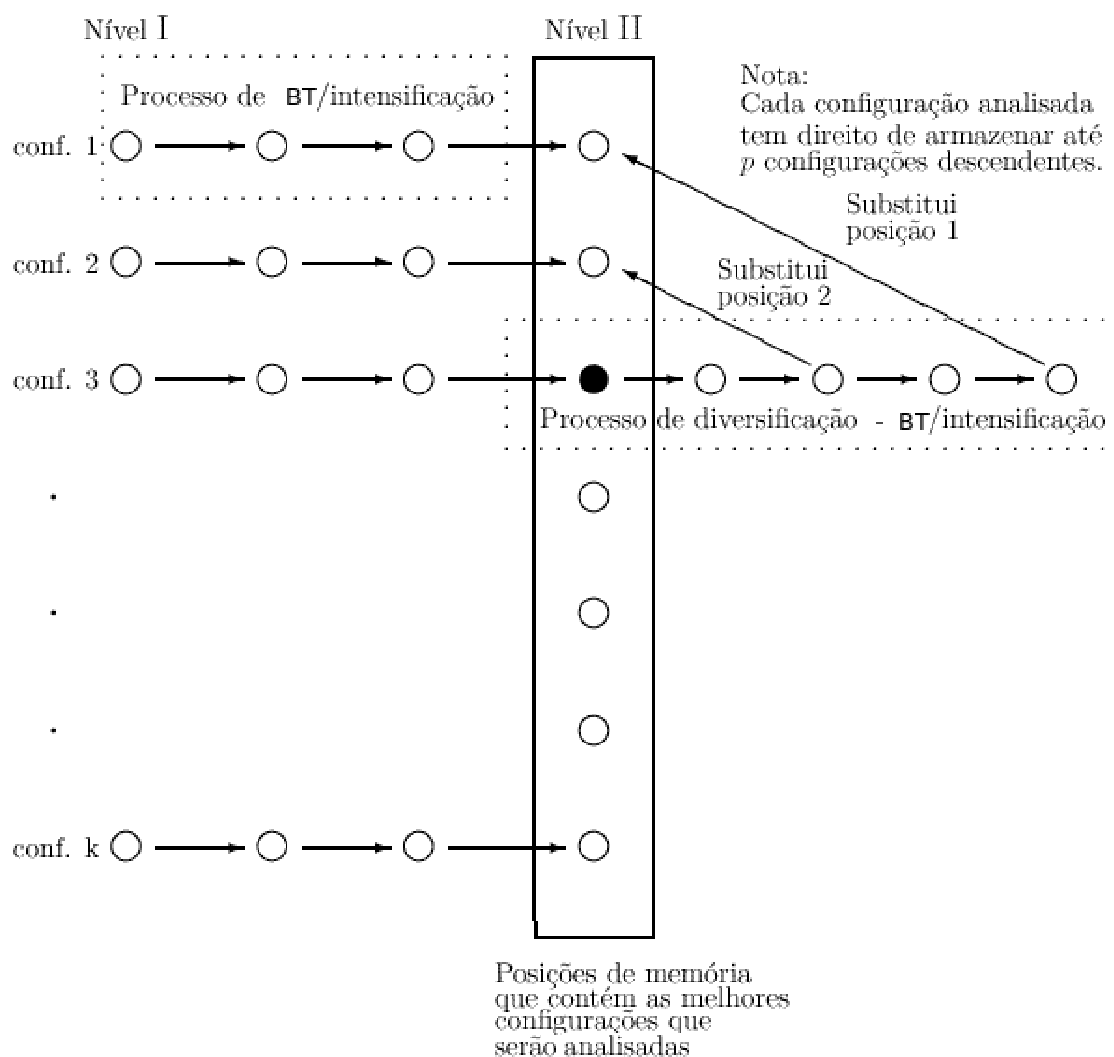 Nível I
Nível II
Processo de BT/intensificação
Nota:
Cada configuração analisada
tem direito de armazenar até
p configurações descendentes.
conf. 1
Substitui
posição 1
conf. 2
Substitui
posição 2
conf. 3
Processo de diversificação - BT/intensificação
conf. k
Posições de memória
que contém as melhores
configurações que
serão analisadas